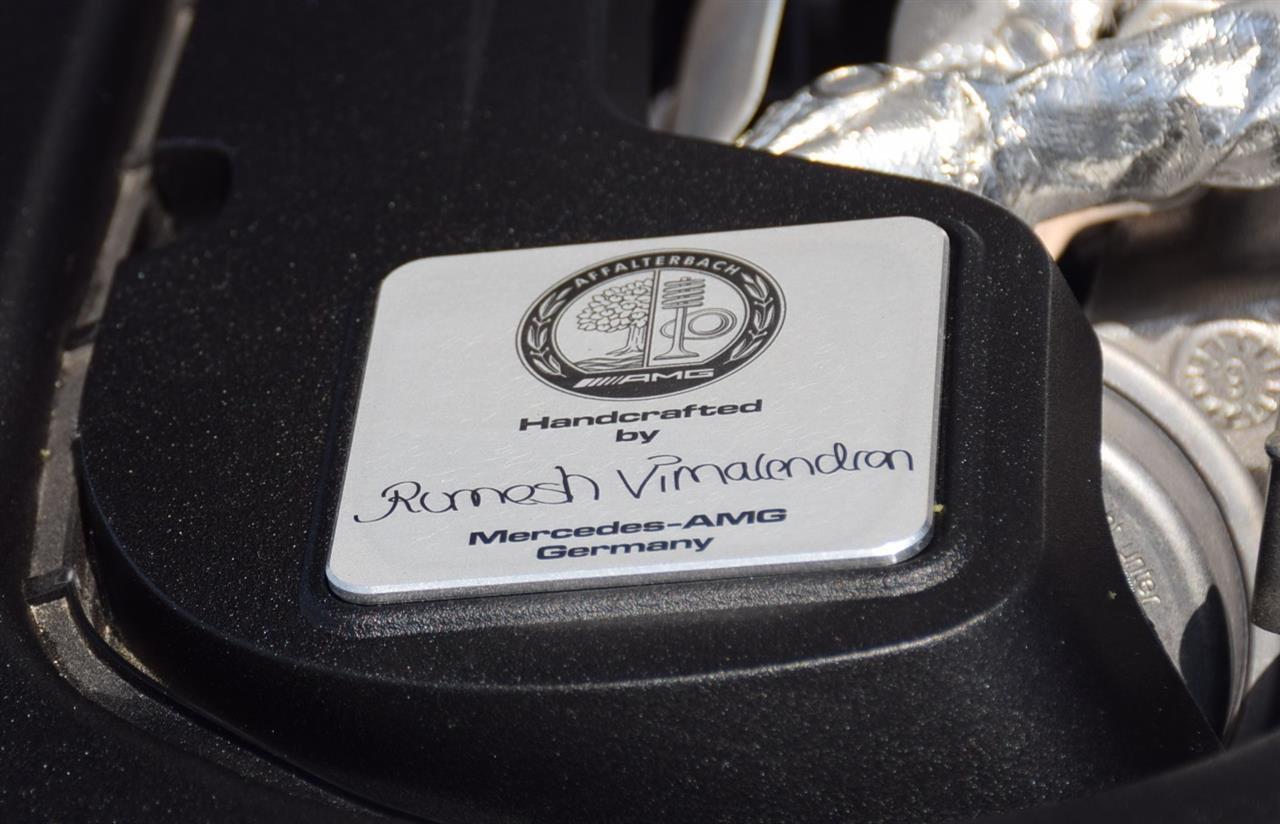 AFFALTERBACH
AMG
Handcrafted
by
Rumesh Vimalendran
Mercedes-AMG
Germany